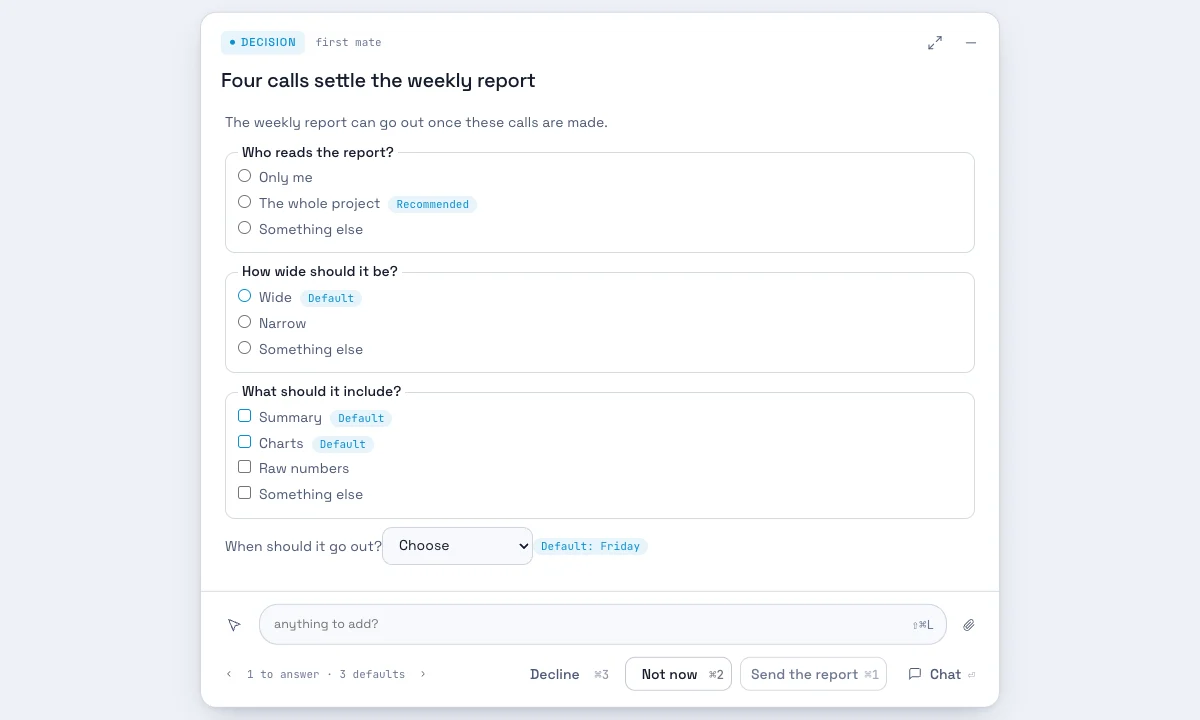 DECISION first mate
Four calls settle the weekly report
The weekly report can go out once these calls are made.
Who reads the report?
Only me
The whole project Recommended
Something else
How wide should it be?
Wide Default
Narrow
Something else
What should it include?
Summary Default
Charts Default
Raw numbers
Something else
When should it go out? Choose Default: Friday
anything to add? ⇧⌘L
‹ 1 to answer · 3 defaults › Decline ⌘3 Not now ⌘2 Send the report ⌘1 Chat ⏎